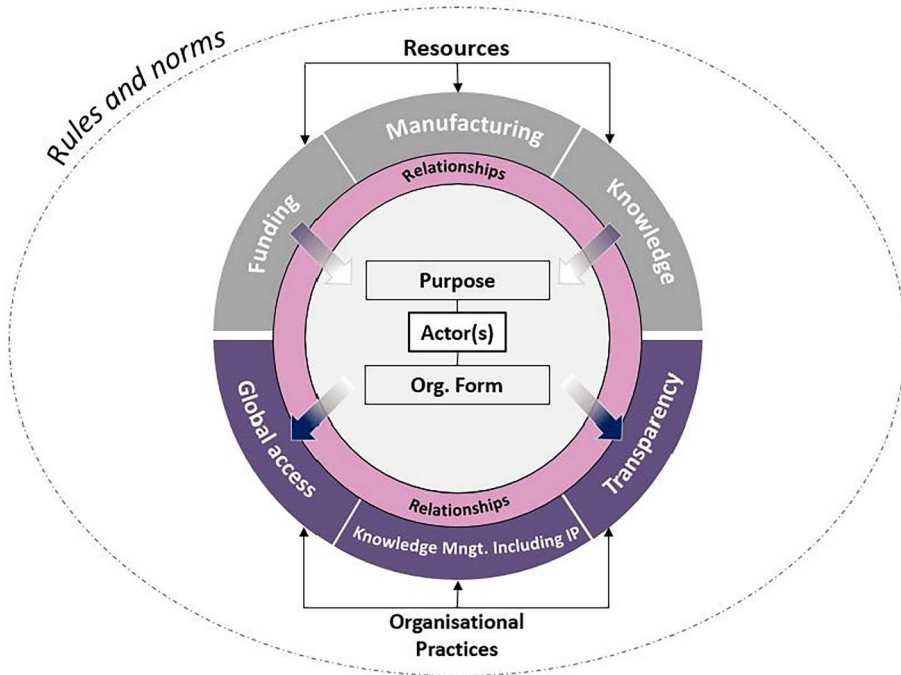 Rules and norms
Resources
Manufacturing
Funding
Knowledge
Relationships
Purpose
Actor(s)
Org. Form
Global access
Transparency
Relationships
Knowledge Mngt. Including IP
Organisational
Practices